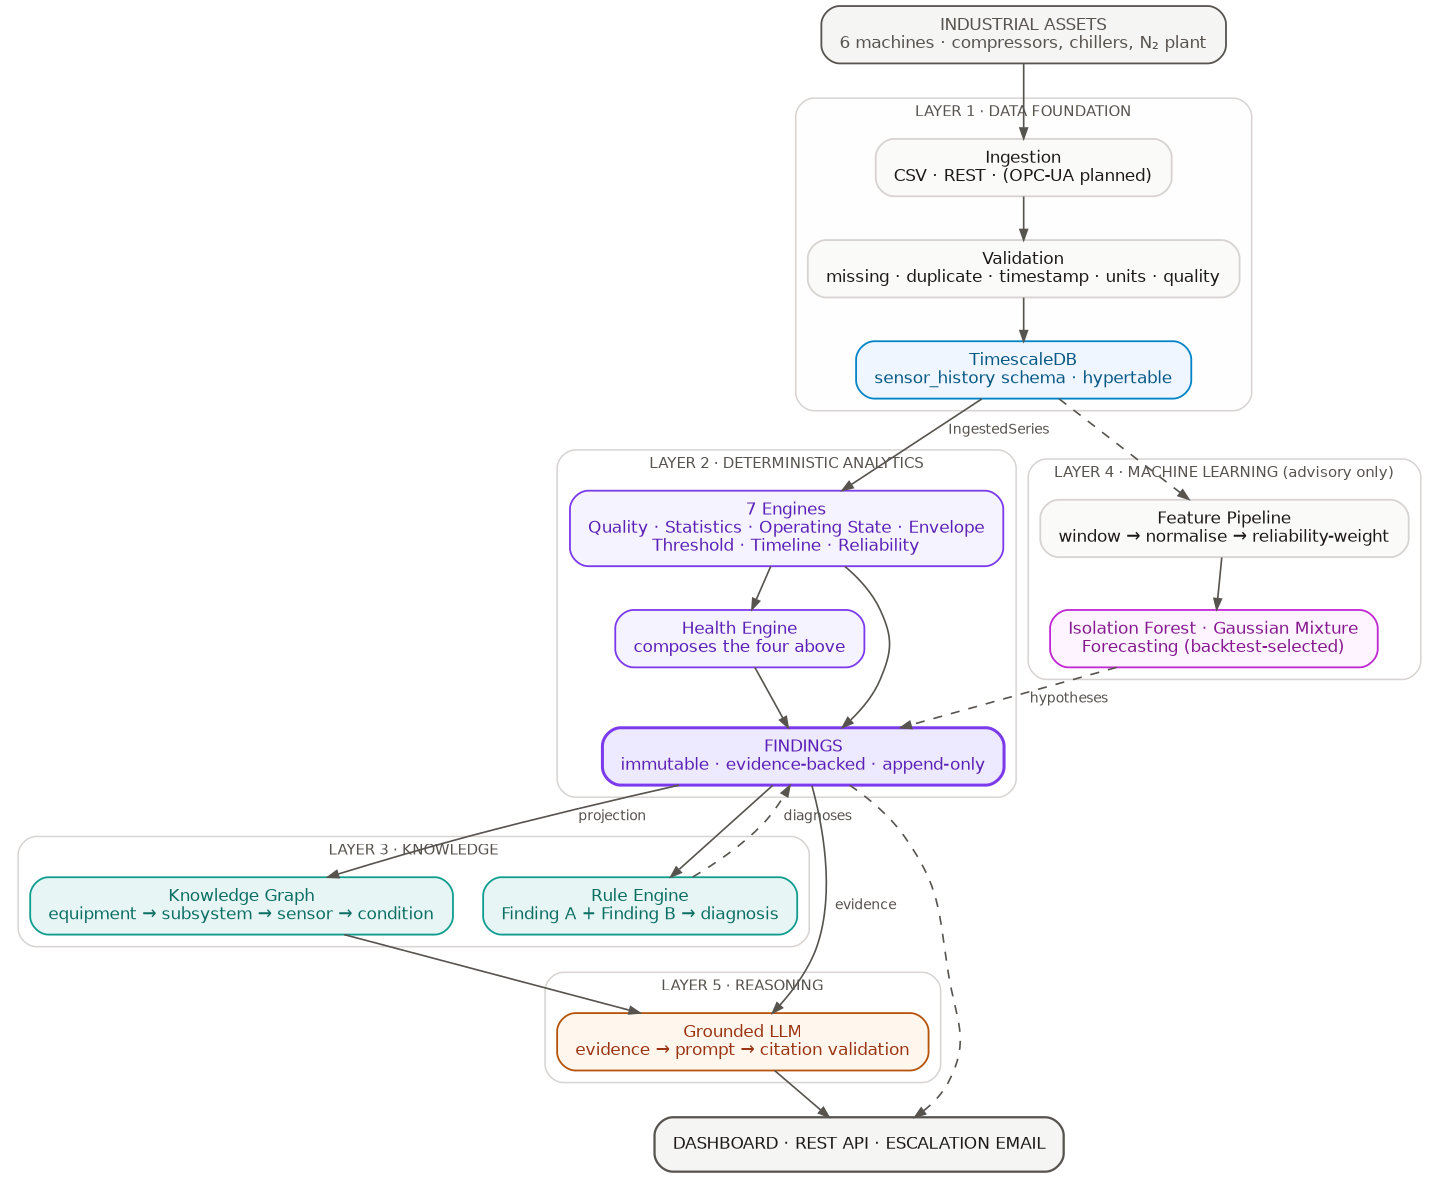 INDUSTRIAL ASSETS
6 machines · compressors, chillers, N₂ plant
LAYER 1 · DATA FOUNDATION
Ingestion
CSV · REST · (OPC-UA planned)
Validation
missing · duplicate · timestamp · units · quality
TimescaleDB
sensor_history schema · hypertable
IngestedSeries
LAYER 2 · DETERMINISTIC ANALYTICS
7 Engines
Quality · Statistics · Operating State · Envelope
Threshold · Timeline · Reliability
Health Engine
composes the four above
FINDINGS
immutable · evidence-backed · append-only
LAYER 4 · MACHINE LEARNING (advisory only)
Feature Pipeline
window → normalise → reliability-weight
Isolation Forest · Gaussian Mixture
Forecasting (backtest-selected)
hypotheses
projection
diagnoses
LAYER 3 · KNOWLEDGE
Knowledge Graph
equipment → subsystem → sensor → condition
Rule Engine
Finding A + Finding B → diagnosis
evidence
LAYER 5 · REASONING
Grounded LLM
evidence → prompt → citation validation
DASHBOARD · REST API · ESCALATION EMAIL